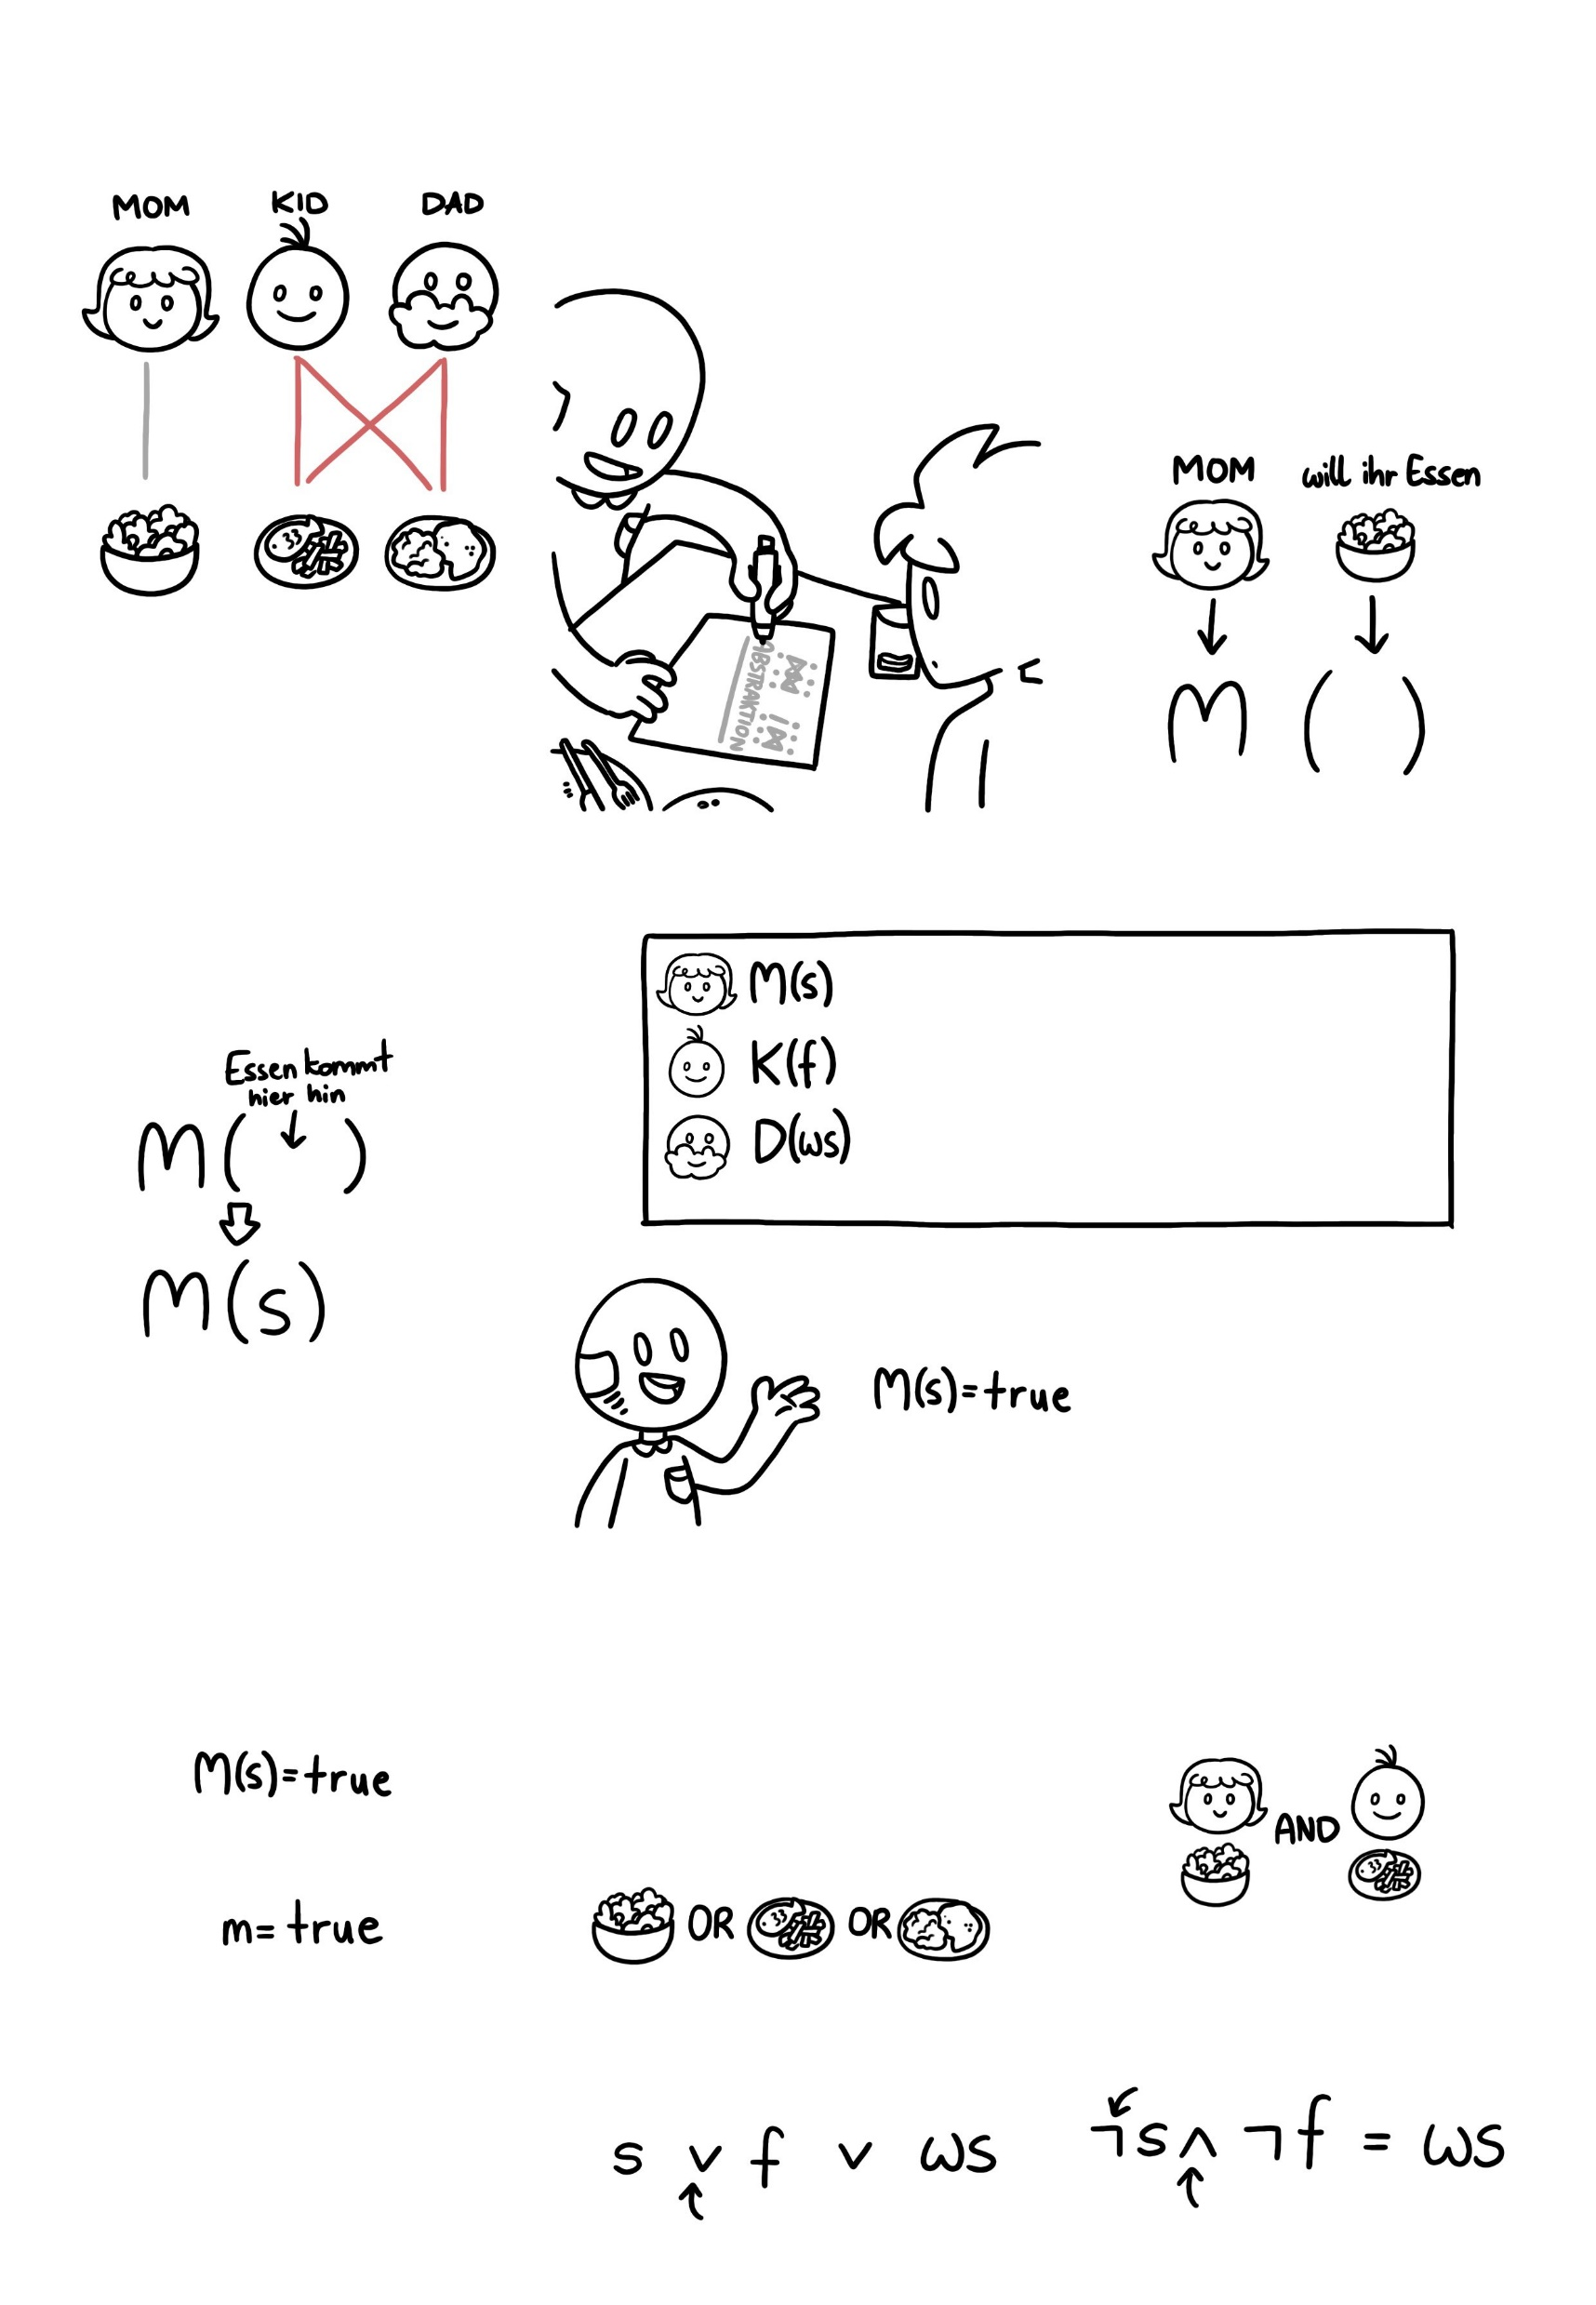 MOM KID DAD
ABSTRAKTION
MOM will ihr Essen
M ( )
Essen kommt
hier hin
M( )
M(s)
M(s)
K(f)
D(ws)
M(s)=true
M(s)=true
m=true
OR OR
AND
s ∨ f ∨ ws
¬s ∧ ¬f = ws